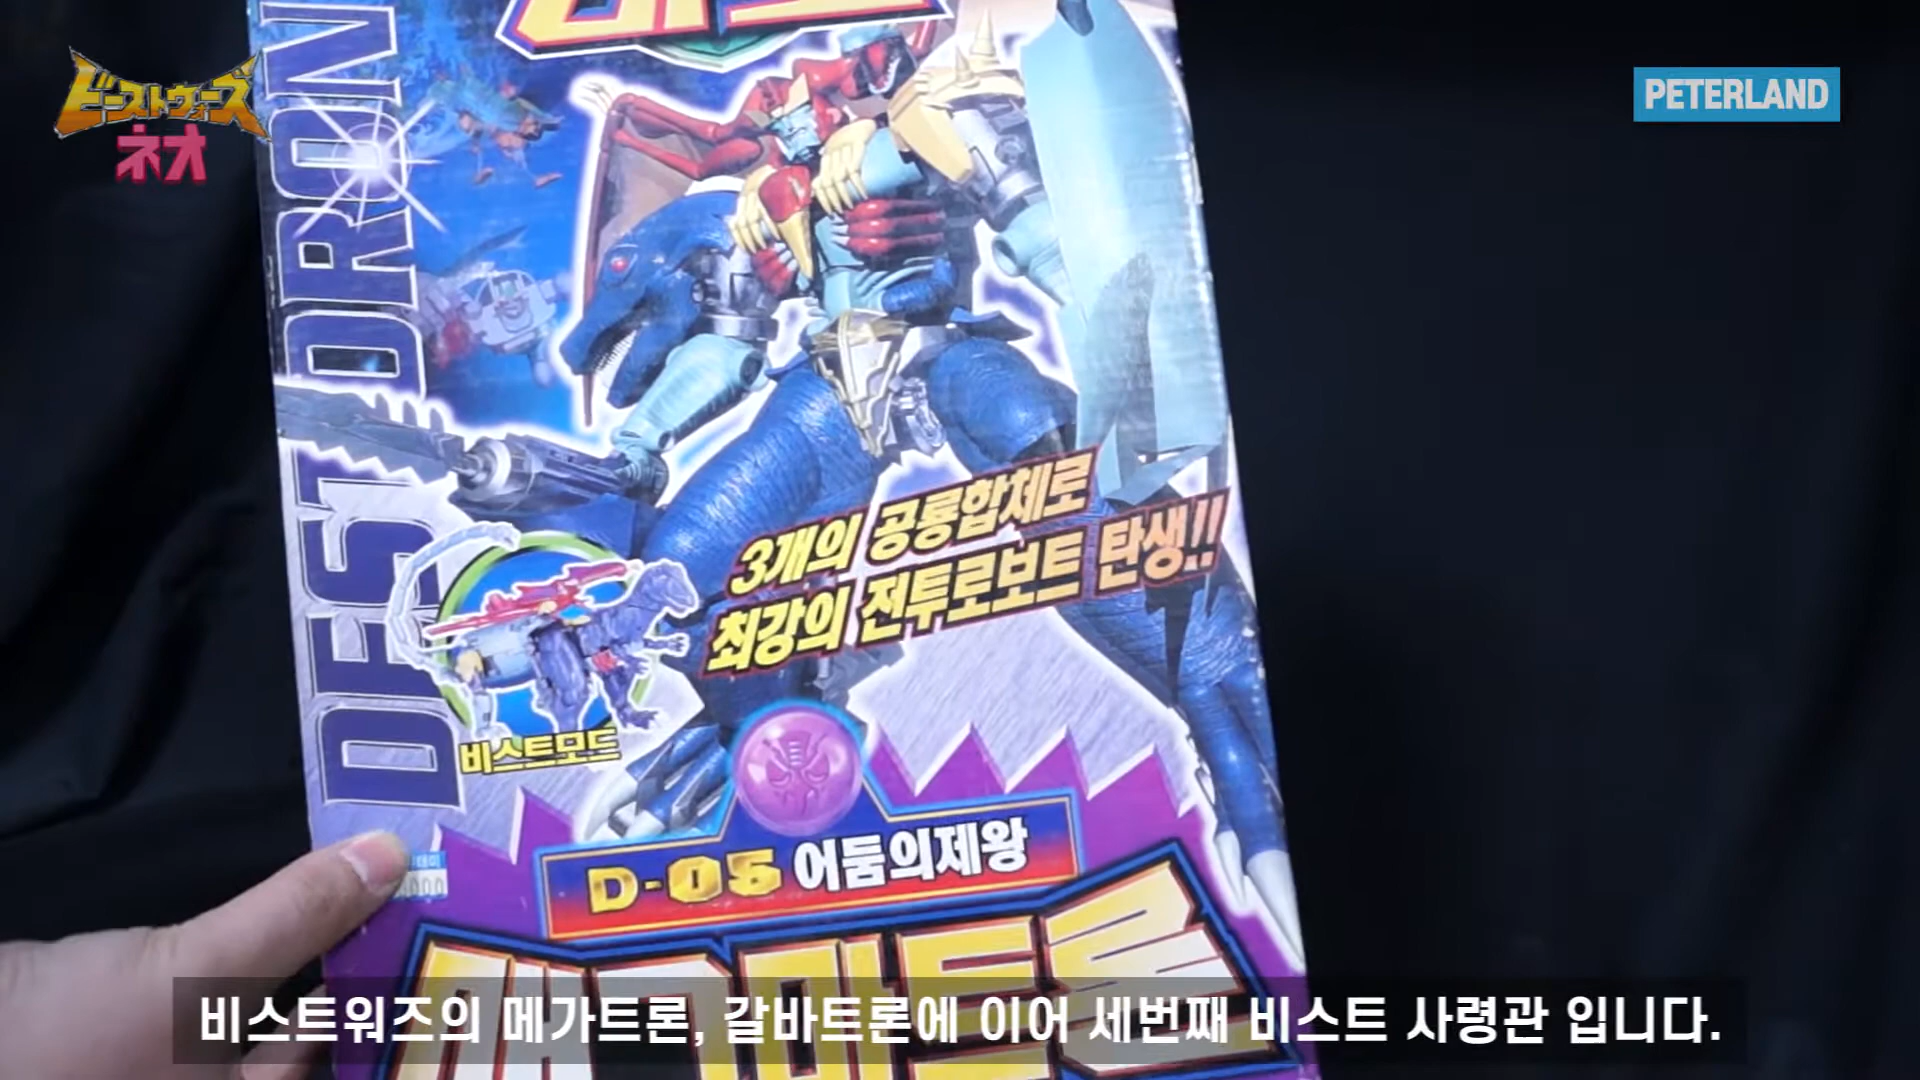 ビーストウォーズ
ネオ
PETERLAND
DESTRON
3개의 공룡합체로
최강의 전투로보트 탄생!!
비스트모드
D-05 어둠의제왕
비스트워즈의 메가트론, 갈바트론에 이어 세번째 비스트 사령관 입니다.